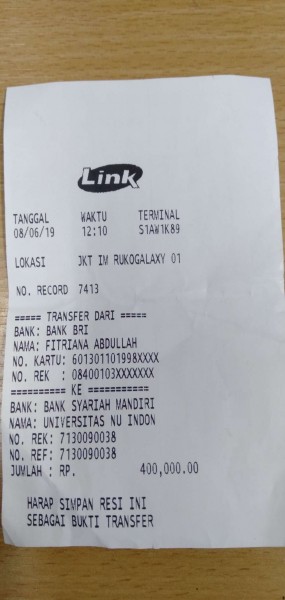 Link
TANGGAL WAKTU TERMINAL
08/06/19 12:10 S1AW1K89
LOKASI JKT IM RUKOGALAXY 01
NO. RECORD 7413
===== TRANSFER DARI =====
BANK: BANK BRI
NAMA: FITRIANA ABDULLAH
NO. KARTU: 601301101998XXXX
NO. REK : 08400103XXXXXXX
========== KE ===========
BANK: BANK SYARIAH MANDIRI
NAMA: UNIVERSITAS NU INDON
NO. REK: 7130090038
NO. REF: 7130090038
JUMLAH : RP. 400,000.00
HARAP SIMPAN RESI INI
SEBAGAI BUKTI TRANSFER